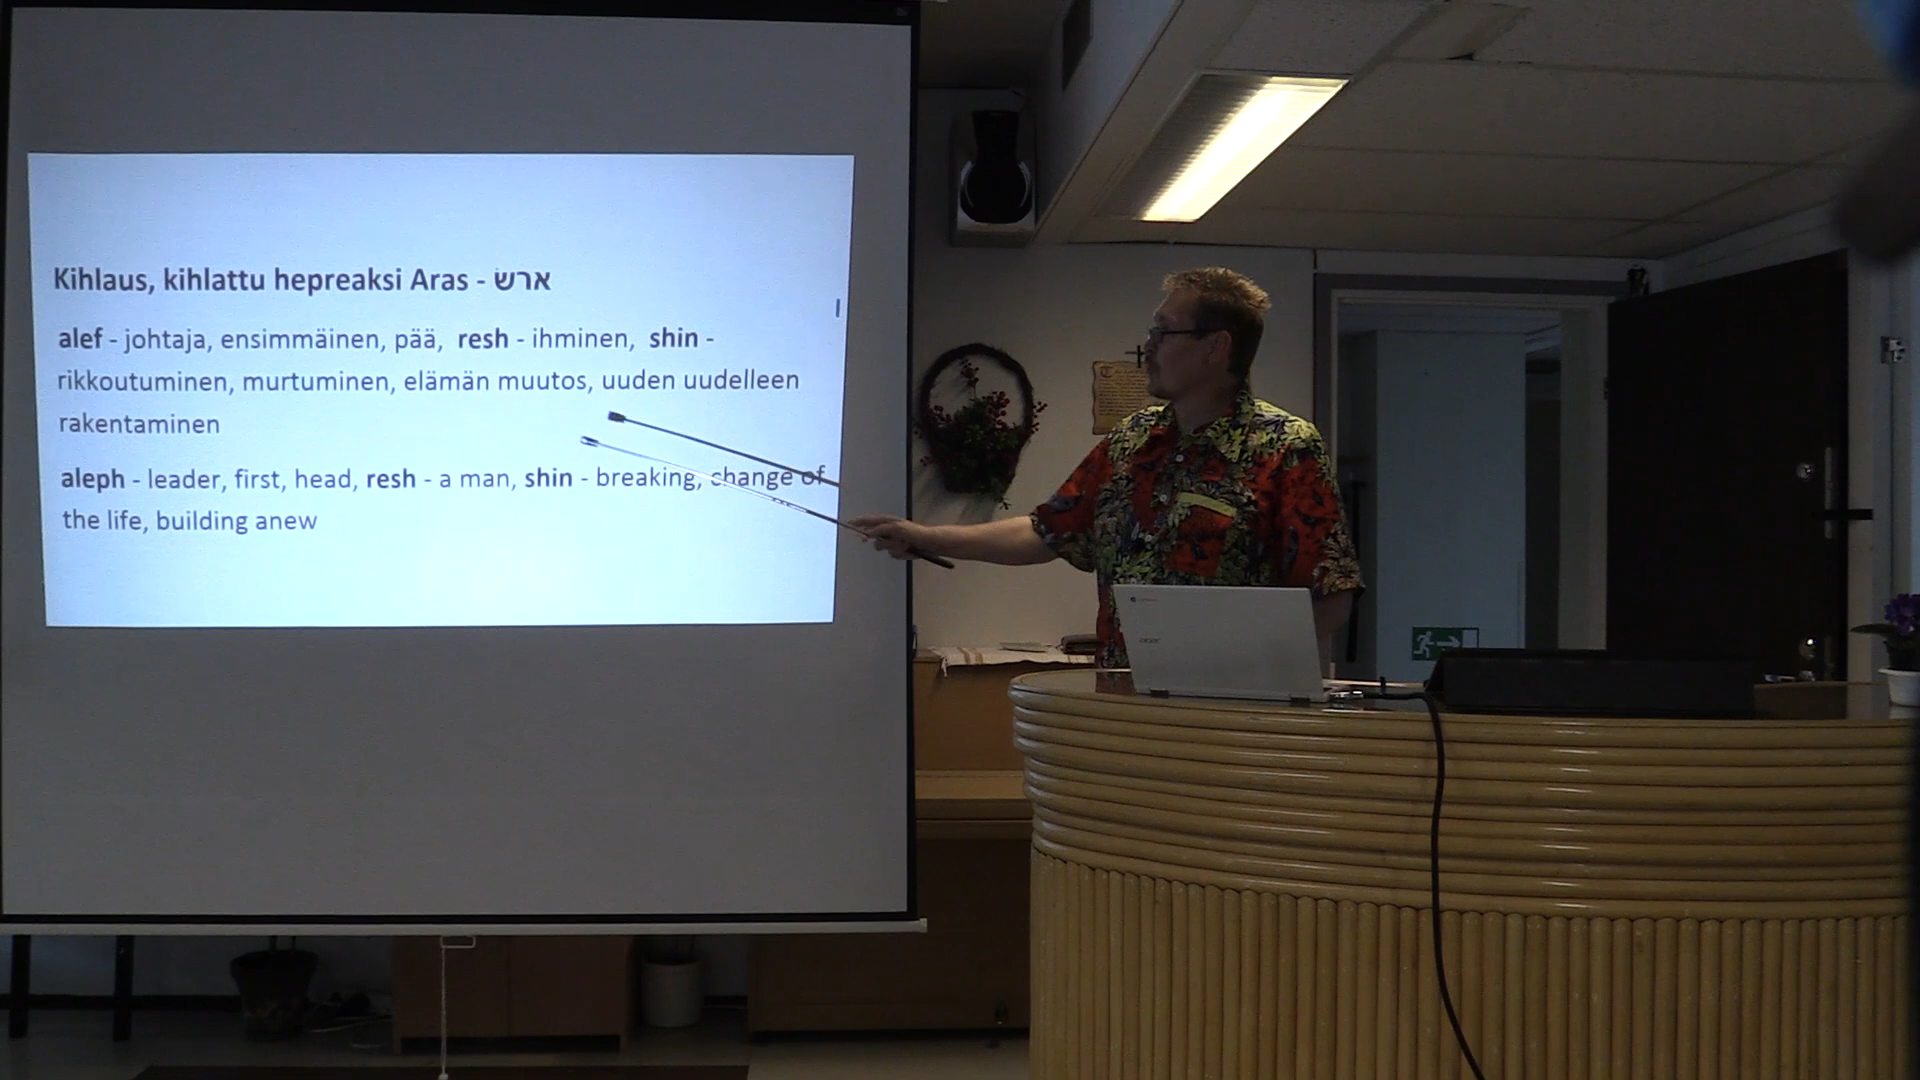 Kihlaus, kihlattu hepreaksi Aras - ארשׂ
alef - johtaja, ensimmäinen, pää, resh - ihminen, shin -
rikkoutuminen, murtuminen, elämän muutos, uuden uudelleen
rakentaminen
aleph - leader, first, head, resh - a man, shin - breaking, change of
the life, building anew
acer